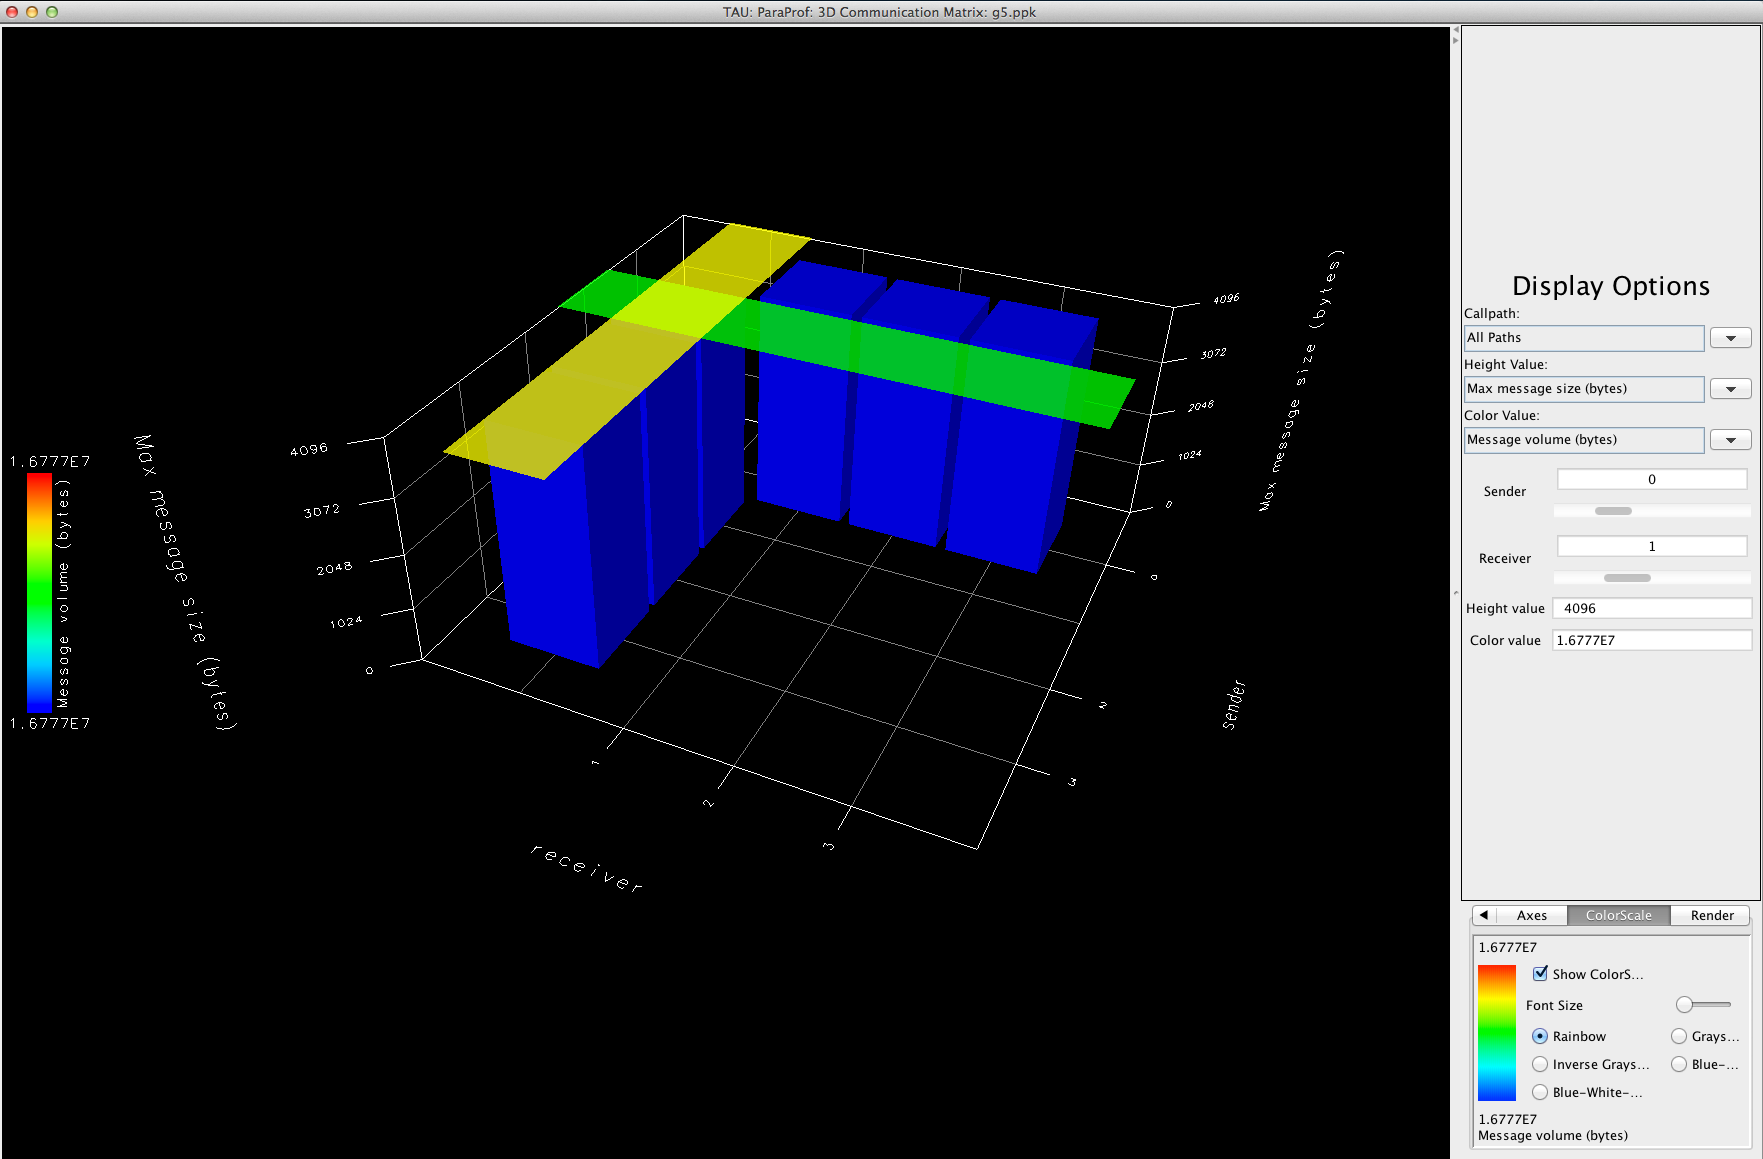 TAU: ParaProf: 3D Communication Matrix: g5.ppk
1.6777E7
Message volume (bytes)
1.6777E7
Max message size (bytes)
4096
3072
2048
1024
0
receiver
1
2
3
sender
0
2
3
Max message size (bytes)
4096
3072
2048
1024
0
Display Options
Callpath:
All Paths
Height Value:
Max message size (bytes)
Color Value:
Message volume (bytes)
Sender
0
Receiver
1
Height value
4096
Color value
1.6777E7
Axes
ColorScale
Render
1.6777E7
Show ColorS...
Font Size
Rainbow
Grays...
Inverse Grays...
Blue-...
Blue-White-...
1.6777E7
Message volume (bytes)